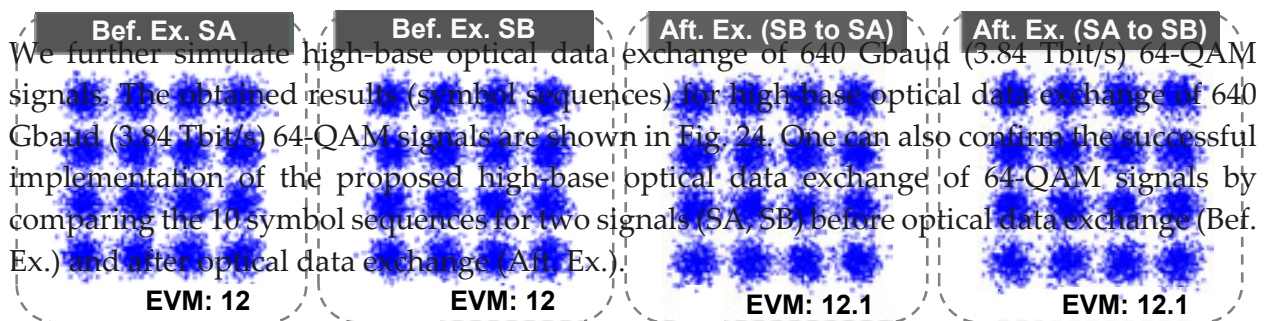 Bef. Ex. SA
Bef. Ex. SB
Aft. Ex. (SB to SA)
Aft. Ex. (SA to SB)
We further simulate high-base optical data exchange of 640 Gbaud (3.84 Tbit/s) 64-QAM
signals. The obtained results (symbol sequences) for high-base optical data exchange of 640
Gbaud (3.84 Tbit/s) 64-QAM signals are shown in Fig. 24. One can also confirm the successful
implementation of the proposed high-base optical data exchange of 64-QAM signals by
comparing the 10 symbol sequences for two signals (SA, SB) before optical data exchange (Bef.
Ex.) and after optical data exchange (Aft. Ex.).
EVM: 12
EVM: 12
EVM: 12.1
EVM: 12.1